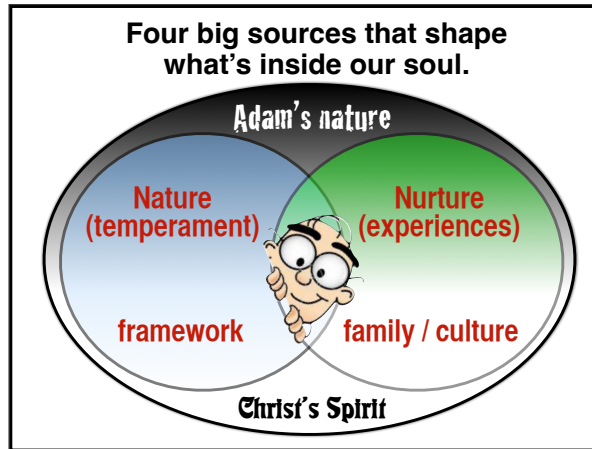 Four big sources that shape
what's inside our soul.
Adam's nature
Nature
(temperament)
Nurture
(experiences)
framework
family / culture
Christ's Spirit